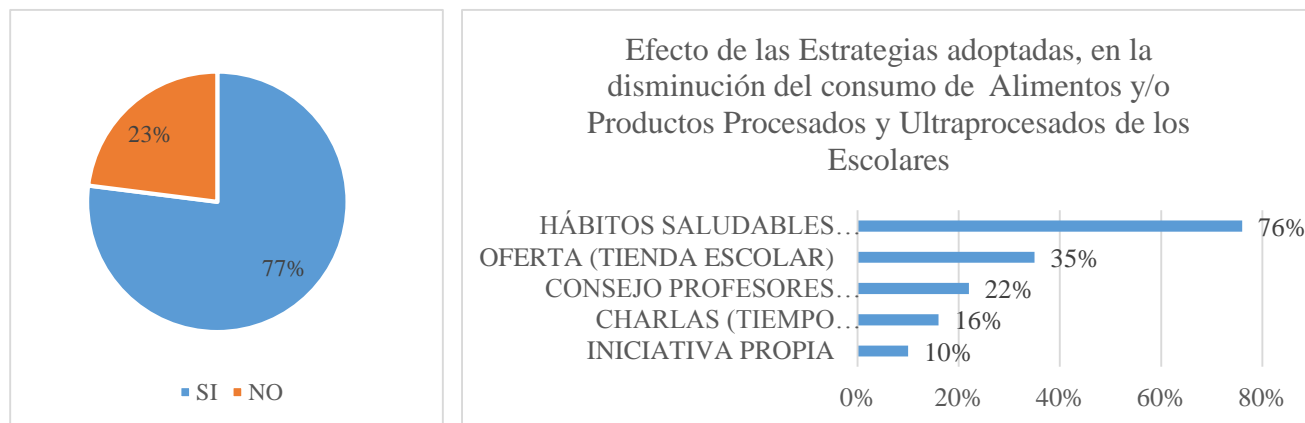 23%
77%
SI NO
Efecto de las Estrategias adoptadas, en la
disminución del consumo de Alimentos y/o
Productos Procesados y Ultraprocesados de los
Escolares
HÁBITOS SALUDABLES… 76%
OFERTA (TIENDA ESCOLAR) 35%
CONSEJO PROFESORES… 22%
CHARLAS (TIEMPO… 16%
INICIATIVA PROPIA 10%
0% 20% 40% 60% 80%